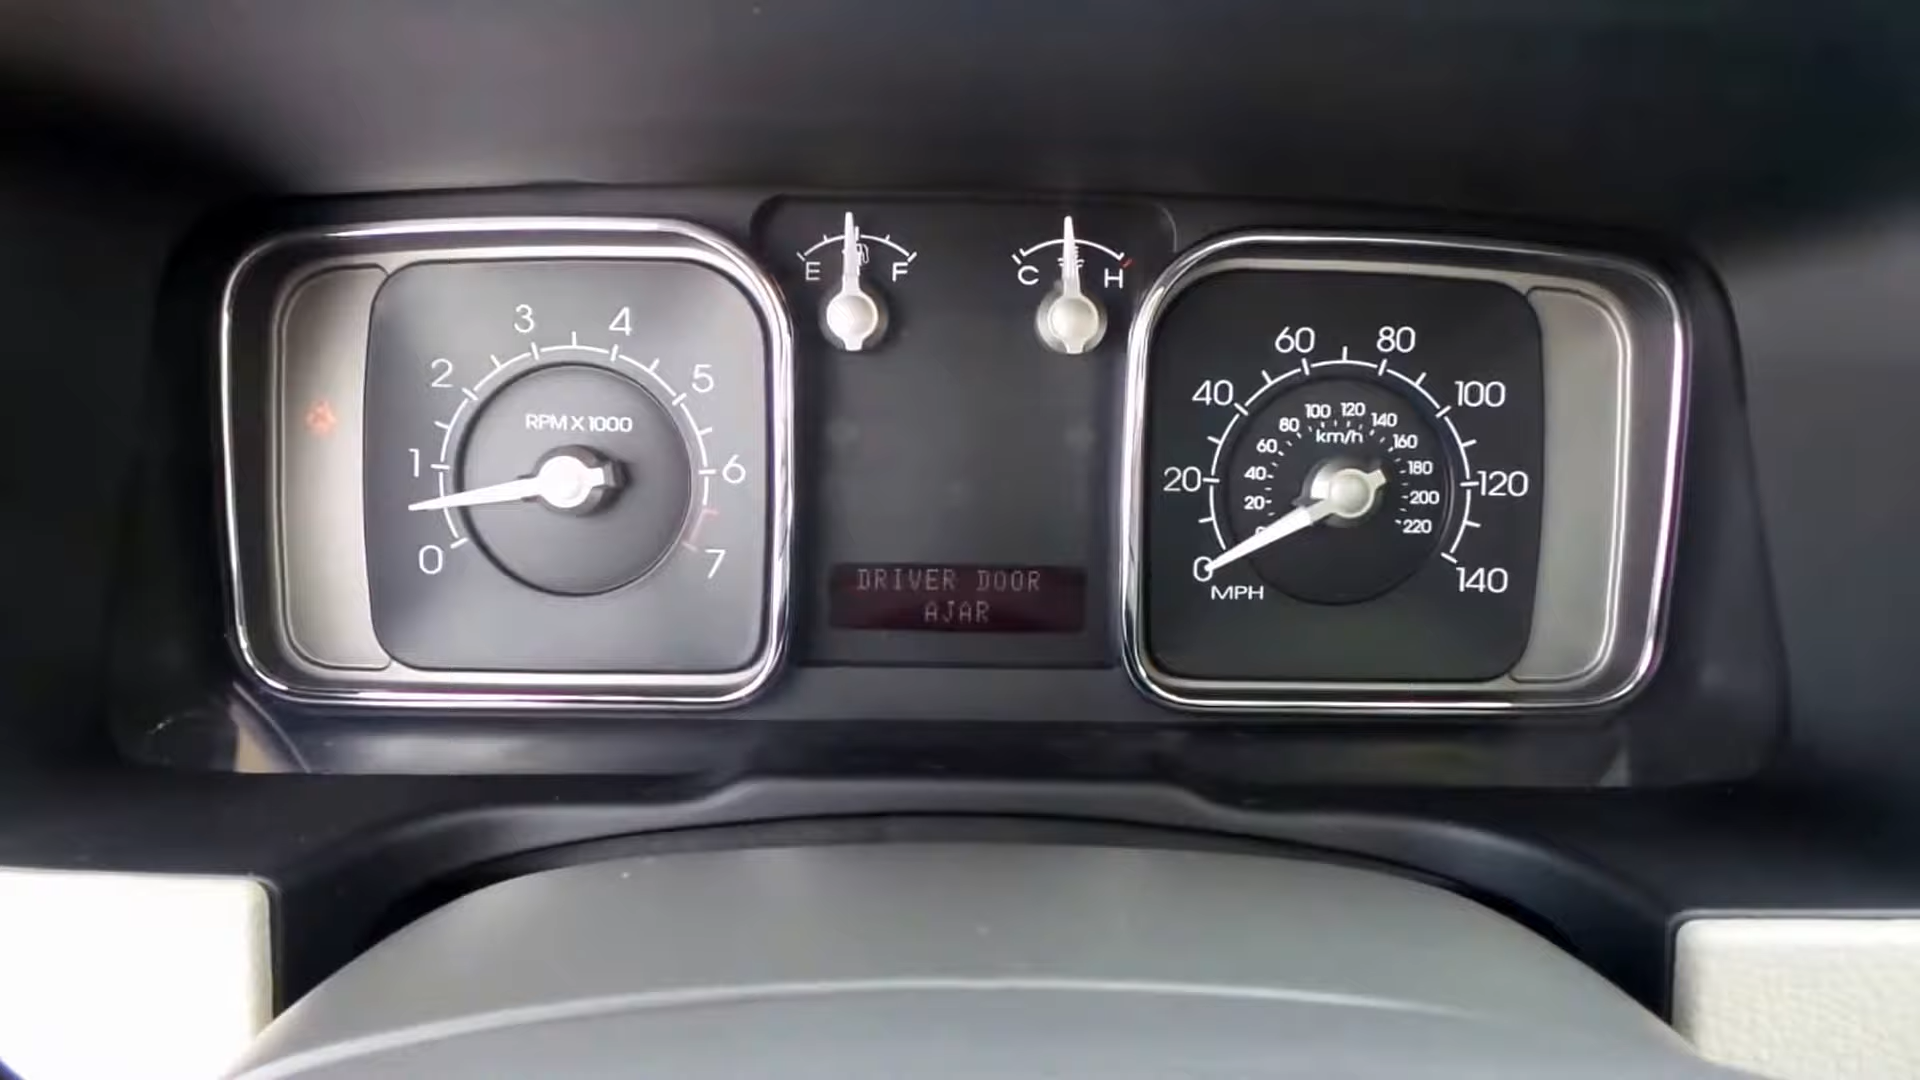 E F
C H
0 1 2 3 4 5 6 7
RPM X 1000
0 20 40 60 80 100 120 140
MPH
20 40 60 80 100 120 140 160 180 200 220
km/h
DRIVER DOOR
AJAR